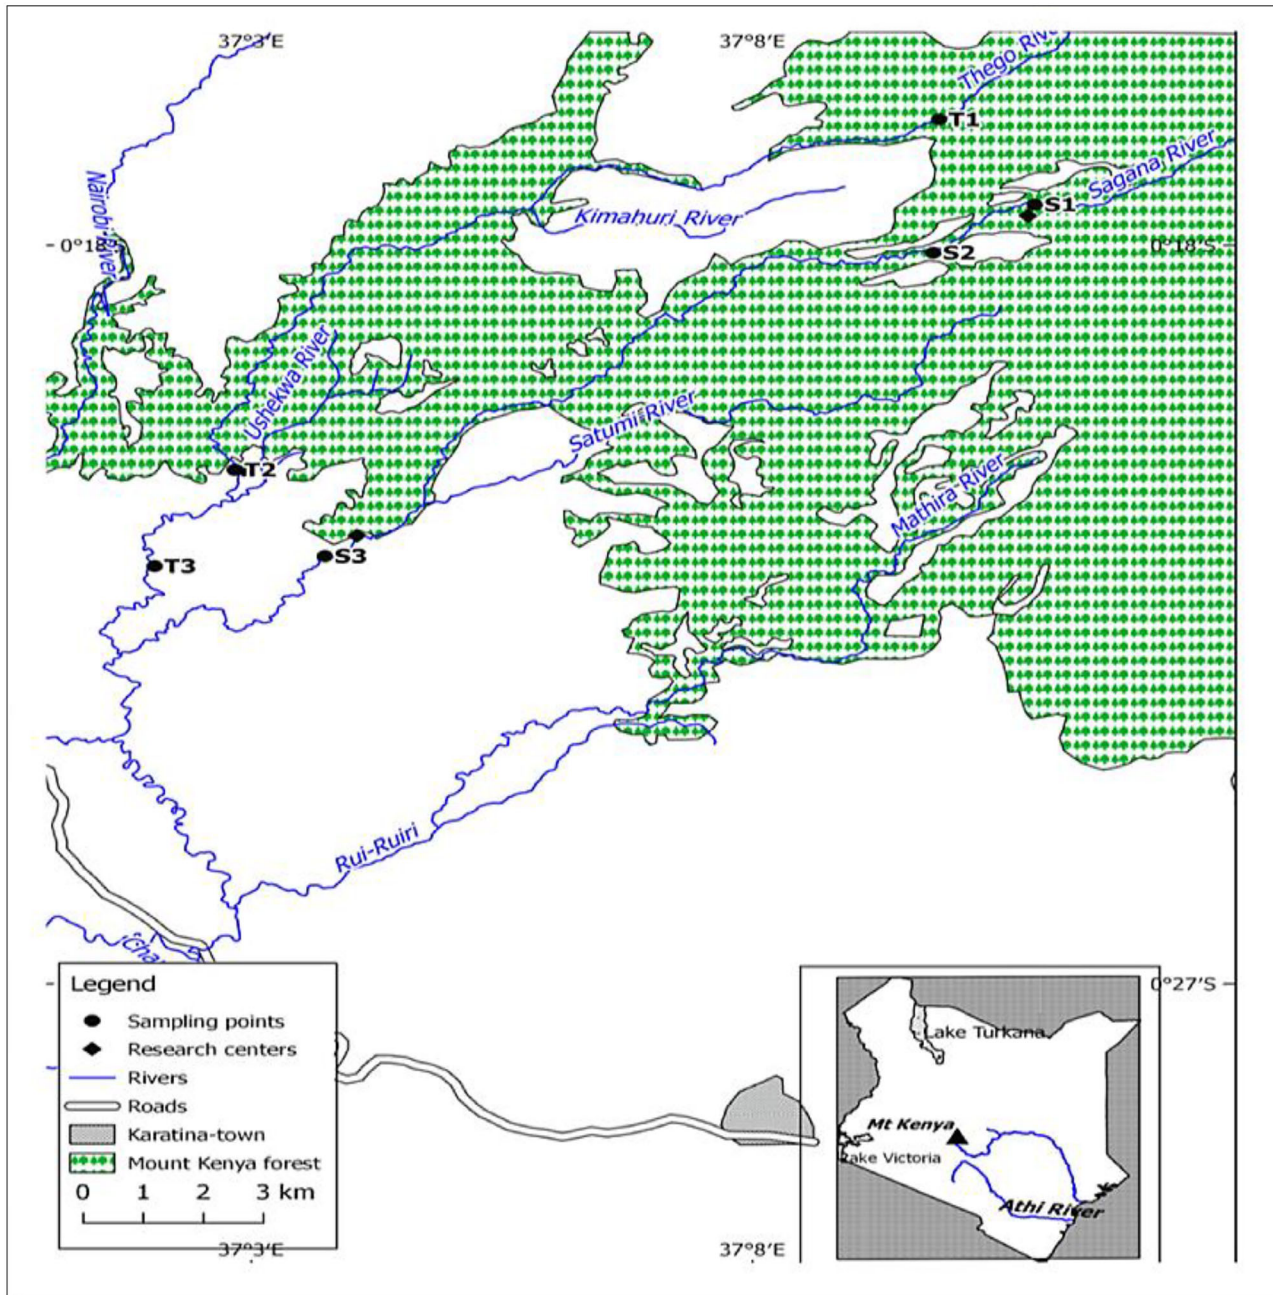 37°3′E
37°8′E
Thego River
T1
Sagana River
Nairobi River
S1
Kimahuri River
0°18′S
S2
Ushekwa River
Satumi River
T2
Mathira River
S3
T3
Rui-Ruiri
Legend
Sampling points
Research centers
Rivers
Roads
Karatina-town
Mount Kenya forest
0 1 2 3 km
0°27′S
Lake Turkana
Mt Kenya
Lake Victoria
Athi River
37°3′E
37°8′E